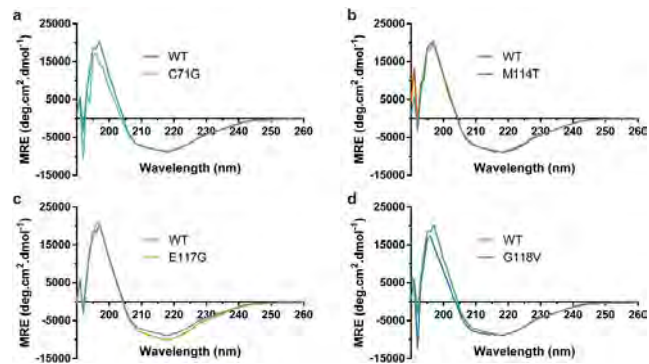 a
25000
15000
5000
-5000
-15000
MRE (deg.cm².dmol⁻¹)
WT
C71G
200 210 220 230 240 250 260
Wavelength (nm)
b
25000
15000
5000
-5000
-15000
MRE (deg.cm².dmol⁻¹)
WT
M114T
200 210 220 230 240 250 260
Wavelength (nm)
c
25000
15000
5000
-5000
-15000
MRE (deg.cm².dmol⁻¹)
WT
E117G
200 210 220 230 240 250 260
Wavelength (nm)
d
25000
15000
5000
-5000
-15000
MRE (deg.cm².dmol⁻¹)
WT
G118V
200 210 220 230 240 250 260
Wavelength (nm)